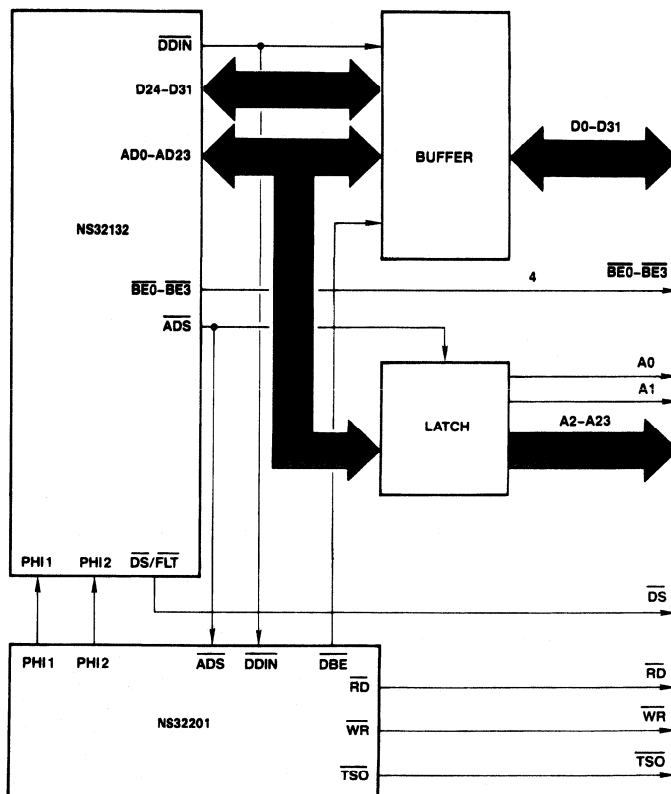 DDIN
D24–D31
AD0–AD23
BUFFER
D0–D31
NS32132
BE0–BE3
4
BE0–BE3
ADS
A0
A1
LATCH
A2–A23
PHI1 PHI2 DS/FLT
DS
PHI1 PHI2 ADS DDIN DBE
RD
RD
NS32201
WR
WR
TSO
TSO